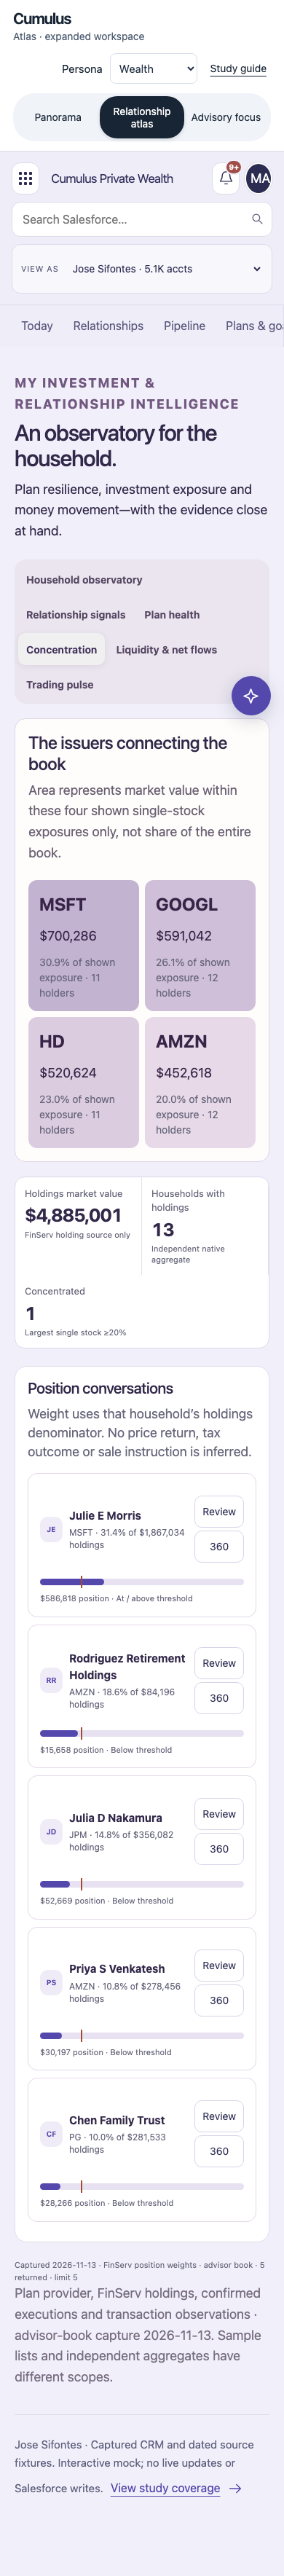 Cumulus
Atlas · expanded workspace
Persona
Wealth
Study guide
Panorama
Relationship
atlas
Advisory focus
Cumulus Private Wealth
9+
MA
Search Salesforce...
VIEW AS
Jose Sifontes · 5.1K accts
Today
Relationships
Pipeline
Plans & goa
MY INVESTMENT &
RELATIONSHIP INTELLIGENCE
An observatory for the
household.
Plan resilience, investment exposure and
money movement—with the evidence close
at hand.
Household observatory
Relationship signals
Plan health
Concentration
Liquidity & net flows
Trading pulse
The issuers connecting the
book
Area represents market value within
these four shown single-stock
exposures only, not share of the entire
book.
MSFT
$700,286
30.9% of shown
exposure · 11
holders
GOOGL
$591,042
26.1% of shown
exposure · 12
holders
HD
$520,624
23.0% of shown
exposure · 11
holders
AMZN
$452,618
20.0% of shown
exposure · 12
holders
Holdings market value
$4,885,001
FinServ holding source only
Households with
holdings
13
Independent native
aggregate
Concentrated
1
Largest single stock ≥20%
Position conversations
Weight uses that household's holdings
denominator. No price return, tax
outcome or sale instruction is inferred.
JE
Julie E Morris
MSFT · 31.4% of $1,867,034
holdings
Review
360
$586,818 position · At / above threshold
RR
Rodriguez Retirement
Holdings
AMZN · 18.6% of $84,196
holdings
Review
360
$15,658 position · Below threshold
JD
Julia D Nakamura
JPM · 14.8% of $356,082
holdings
Review
360
$52,669 position · Below threshold
PS
Priya S Venkatesh
AMZN · 10.8% of $278,456
holdings
Review
360
$30,197 position · Below threshold
CF
Chen Family Trust
PG · 10.0% of $281,533
holdings
Review
360
$28,266 position · Below threshold
Captured 2026-11-13 · FinServ position weights · advisor book · 5
returned · limit 5
Plan provider, FinServ holdings, confirmed
executions and transaction observations ·
advisor-book capture 2026-11-13. Sample
lists and independent aggregates have
different scopes.
Jose Sifontes · Captured CRM and dated source
fixtures. Interactive mock; no live updates or
Salesforce writes. View study coverage →